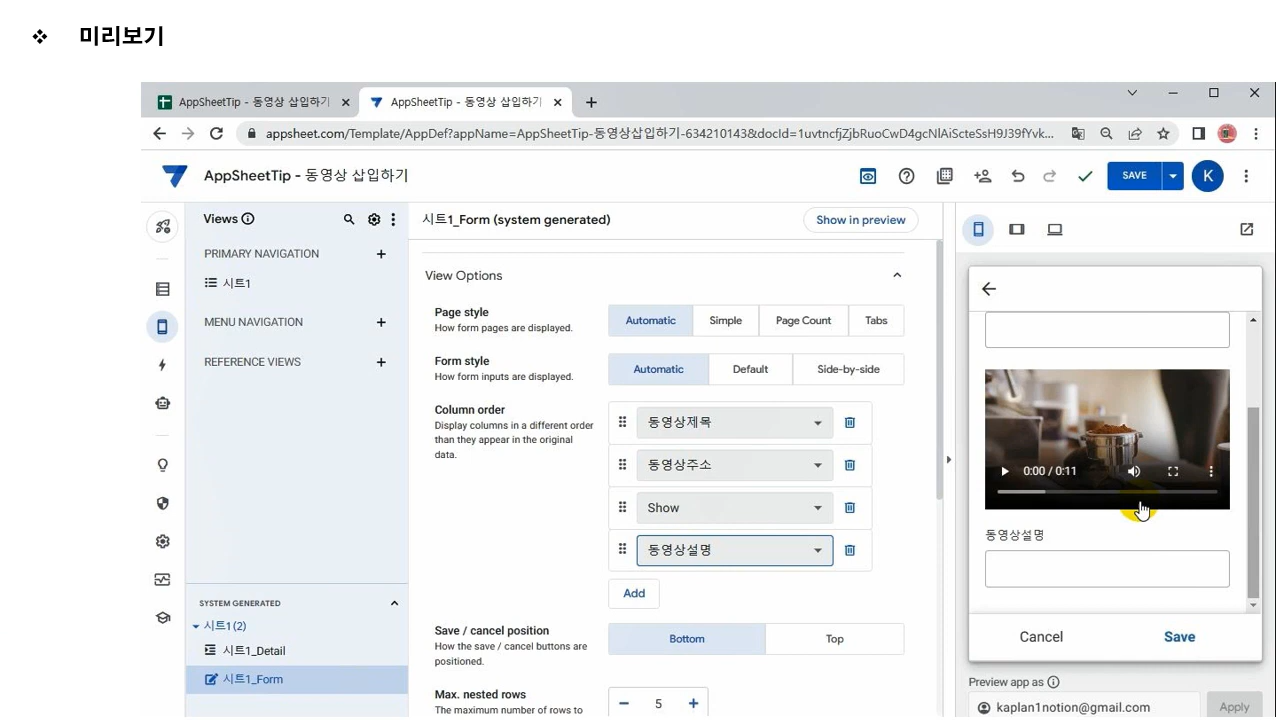 ❖ 미리보기
AppSheetTip - 동영상 삽입하기
AppSheetTip - 동영상 삽입하기
appsheet.com/Template/AppDef?appName=AppSheetTip-동영상삽입하기-634210143&docId=1uvtncfjZjbRuoCwD4gcNlAiScteSsH9J39fYvk...
AppSheetTip - 동영상 삽입하기
SAVE
K
Views
PRIMARY NAVIGATION
시트1
MENU NAVIGATION
REFERENCE VIEWS
SYSTEM GENERATED
시트1(2)
시트1_Detail
시트1_Form
시트1_Form (system generated)
Show in preview
View Options
Page style
How form pages are displayed.
Automatic Simple Page Count Tabs
Form style
How form inputs are displayed.
Automatic Default Side-by-side
Column order
Display columns in a different order
than they appear in the original
data.
동영상제목
동영상주소
Show
동영상설명
Add
Save / cancel position
How the save / cancel buttons are
positioned.
Bottom Top
Max. nested rows
The maximum number of rows to
5
0:00 / 0:11
동영상설명
Cancel Save
Preview app as
kaplan1notion@gmail.com
Apply